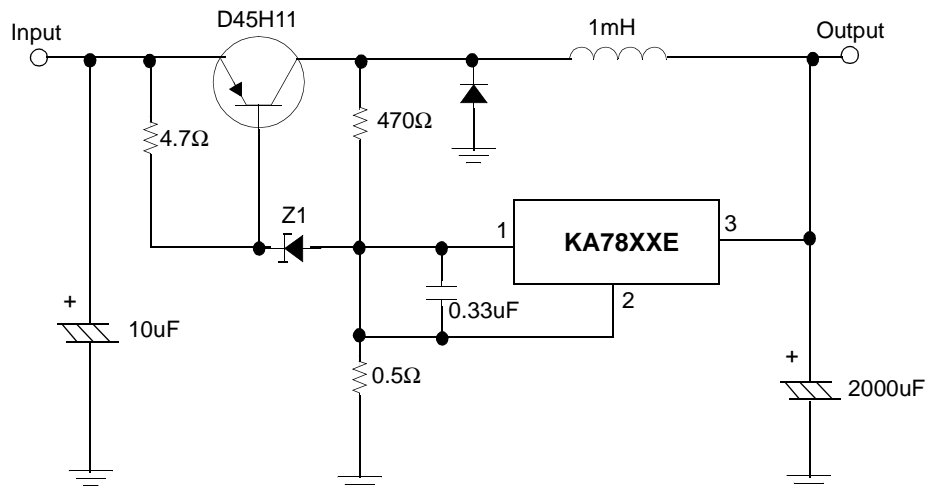 D45H11
Input
1mH
Output
4.7Ω
470Ω
Z1
1
KA78XXE
3
2
0.33uF
+
10uF
0.5Ω
+
2000uF